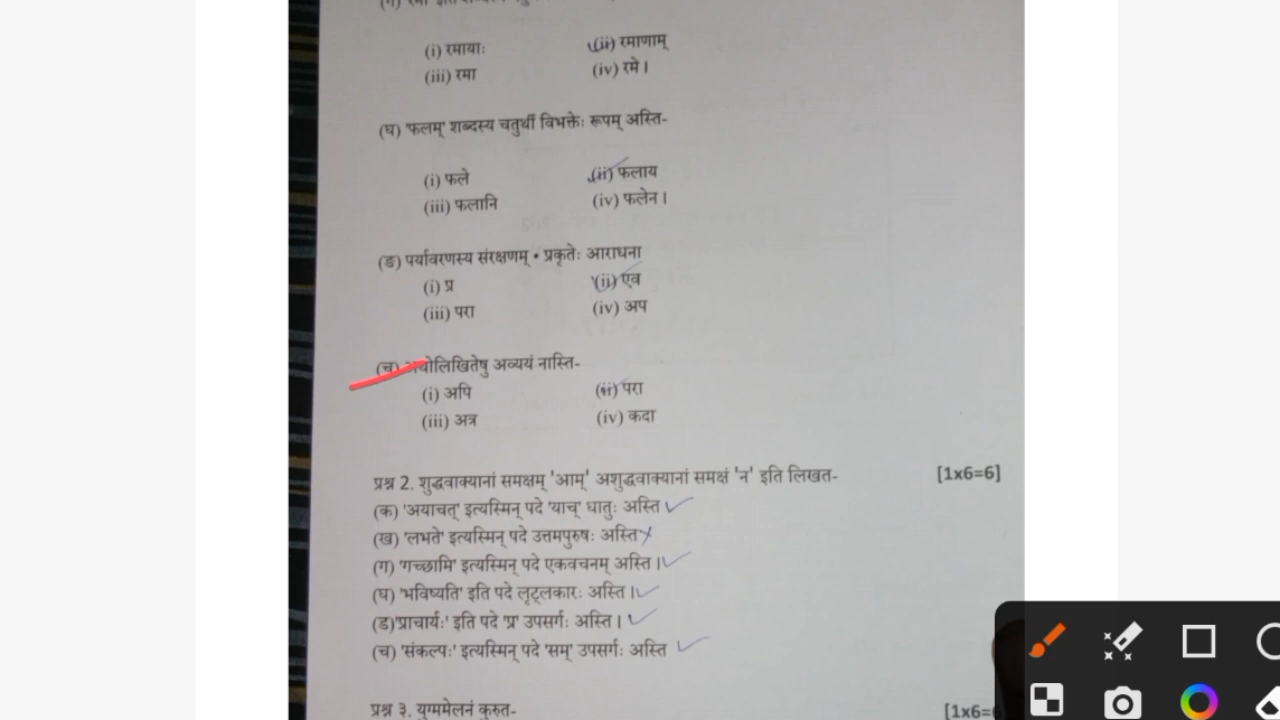 (i) रमायाः (ii) रमाणाम्
(iii) रमा (iv) रमे।
(घ) 'फलम्' शब्दस्य चतुर्थी विभक्तेः रूपम् अस्ति-
(i) फले (ii) फलाय
(iii) फलानि (iv) फलेन।
(ङ) पर्यावरणस्य संरक्षणम् • प्रकृतेः आराधना
(i) प्र (ii) एव
(iii) परा (iv) अप
(च) अव्ययं नास्ति-
(i) अपि (ii) परा
(iii) अत्र (iv) कदा
प्रश्न 2. शुद्धवाक्यानां समक्षम् 'आम्' अशुद्धवाक्यानां समक्षं 'न' इति लिखत- [1x6=6]
(क) 'अयाचत्' इत्यस्मिन् पदे 'याच्' धातुः अस्ति
(ख) 'लभते' इत्यस्मिन् पदे उत्तमपुरुषः अस्ति
(ग) 'गच्छामि' इत्यस्मिन् पदे एकवचनम् अस्ति।
(घ) 'भविष्यति' इति पदे लृट्लकारः अस्ति।
(ड)'प्राचार्यः' इति पदे 'प्र' उपसर्गः अस्ति।
(च) 'संकल्पः' इत्यस्मिन् पदे 'सम्' उपसर्गः अस्ति
प्रश्न ३. युग्ममेलनं कुरुत- [1x6=6